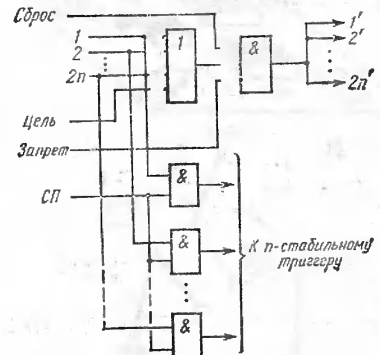 Сброс
1
2
⋮
2n
Цель
Запрет
СП
1
&
1'
2'
⋮
2n'
&
&
⋮
&
К n-стабильному
триггеру